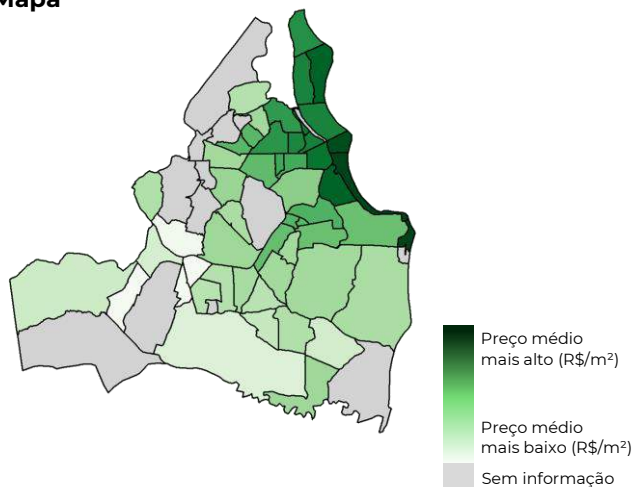 Mapa
Preço médio
mais alto (R$/m²)
Preço médio
mais baixo (R$/m²)
Sem informação